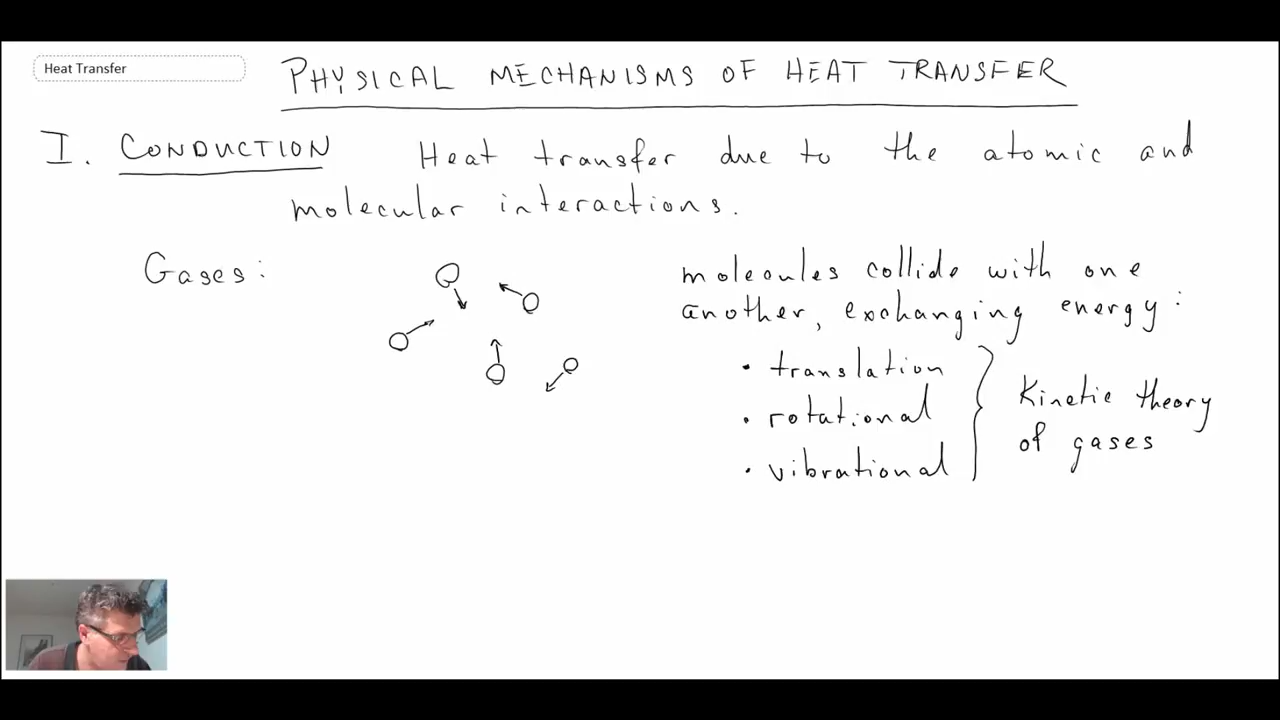 Heat Transfer
PHYSICAL MECHANISMS OF HEAT TRANSFER
I. CONDUCTION Heat transfer due to the atomic and
molecular interactions.
Gases: molecules collide with one
another, exchanging energy:
• translation
• rotational
• vibrational
Kinetic theory
of gases